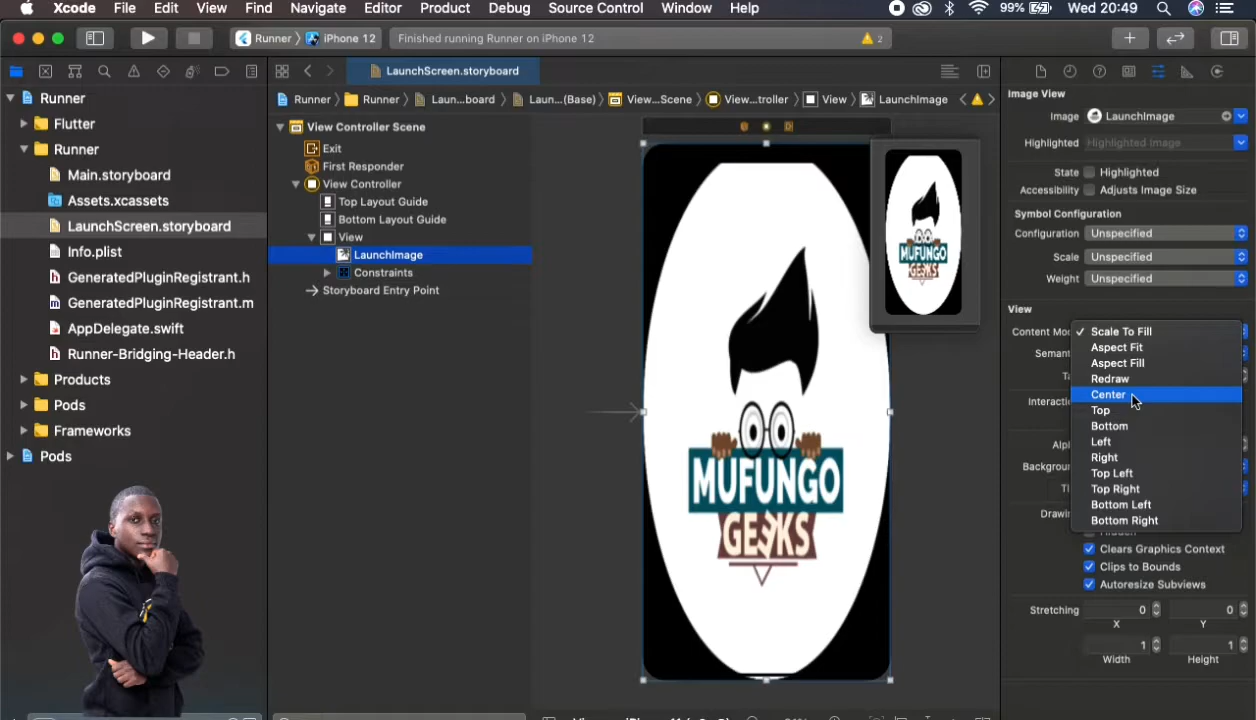 Xcode File Edit View Find Navigate Editor Product Debug Source Control Window Help 99% Wed 20:49
Runner iPhone 12 Finished running Runner on iPhone 12 2
LaunchScreen.storyboard
Runner Runner Laun...board Laun...(Base) View...Scene View...troller View LaunchImage
Runner
Flutter
Runner
Main.storyboard
Assets.xcassets
LaunchScreen.storyboard
Info.plist
GeneratedPluginRegistrant.h
GeneratedPluginRegistrant.m
AppDelegate.swift
Runner-Bridging-Header.h
Products
Pods
Frameworks
Pods
View Controller Scene
Exit
First Responder
View Controller
Top Layout Guide
Bottom Layout Guide
View
LaunchImage
Constraints
Storyboard Entry Point
MUFUNGO
GEEKS
MUFUNGO
GEEKS
Image View
Image LaunchImage
Highlighted Highlighted Image
State Highlighted
Accessibility Adjusts Image Size
Symbol Configuration
Configuration Unspecified
Scale Unspecified
Weight Unspecified
View
Content Mo Scale To Fill
Aspect Fit
Seman
Aspect Fill
Redraw
Center
Interacti
Top
Bottom
Left
Alp
Right
Backgrou
Top Left
Top Right
Bottom Left
Drawi
Bottom Right
Hidden
Clears Graphics Context
Clips to Bounds
Autoresize Subviews
Stretching 0 0
X Y
1 1
Width Height